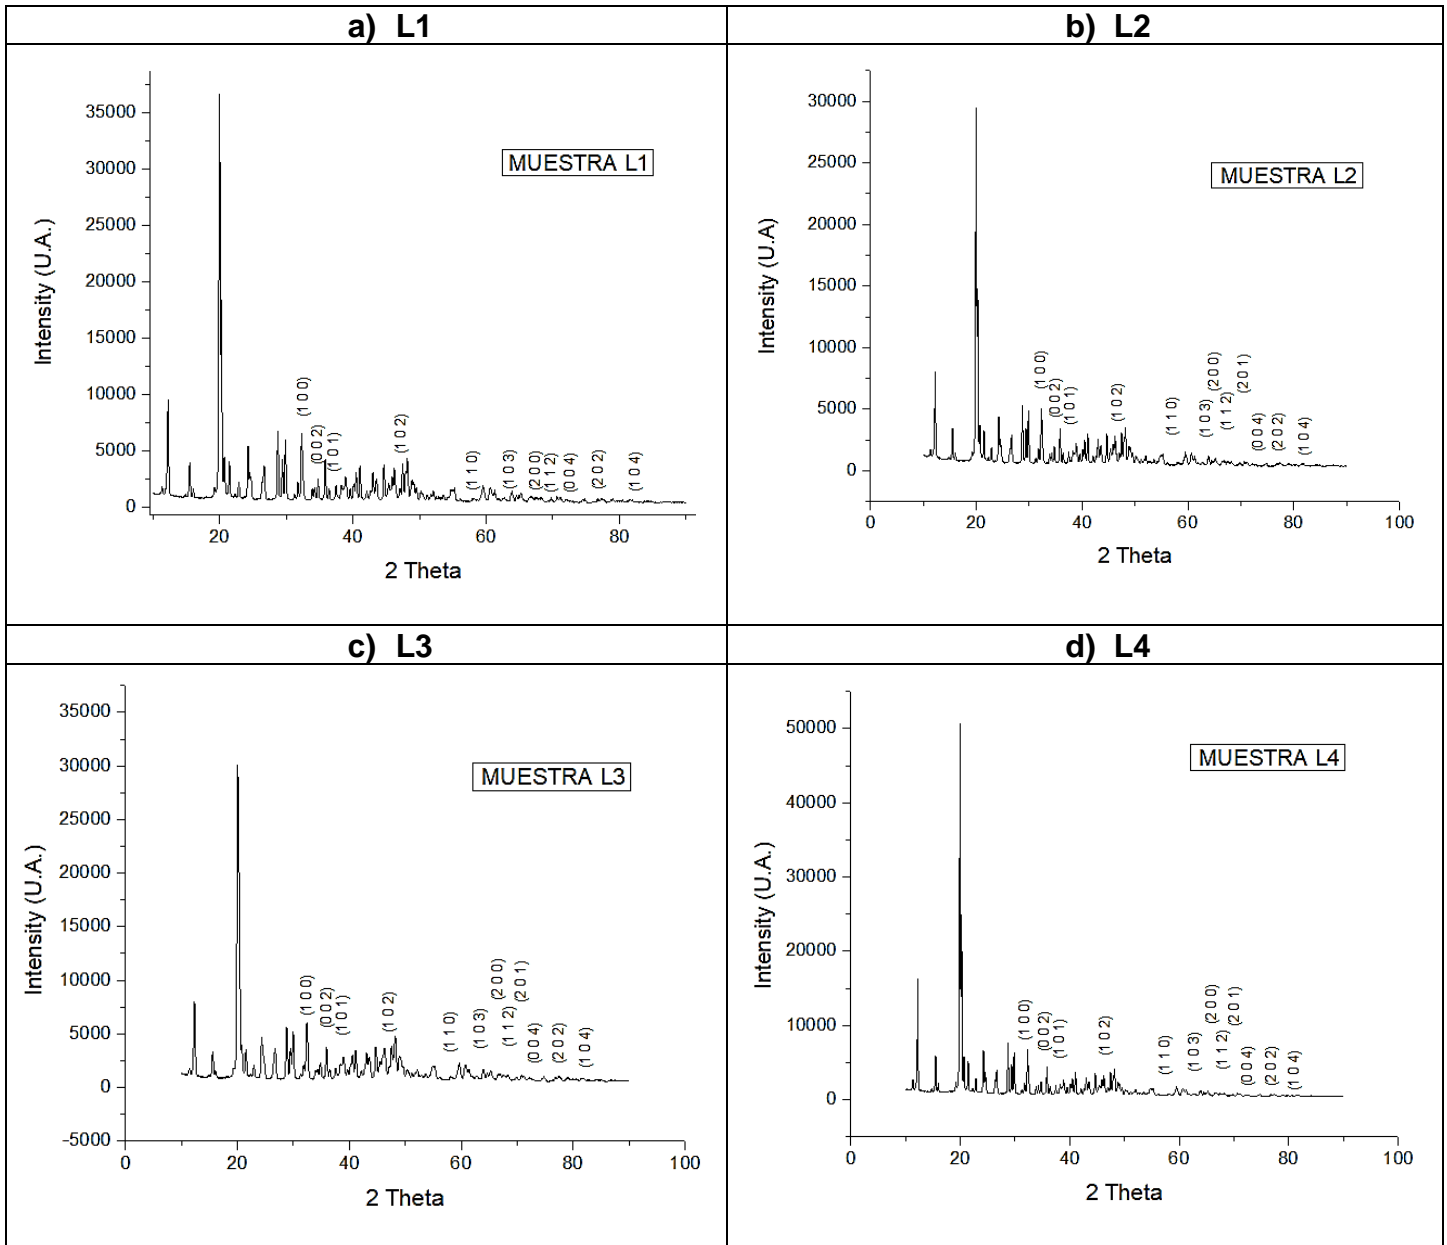 a) L1
b) L2
35000
30000
25000
20000
15000
10000
5000
0
Intensity (U.A.)
MUESTRA L1
(1 0 0)
(0 0 2)
(1 0 1)
(1 0 2)
(1 1 0)
(1 0 3)
(2 0 0)
(1 1 2)
(0 0 4)
(2 0 2)
(1 0 4)
20 40 60 80
2 Theta
30000
25000
20000
15000
10000
5000
0
Intensity (U.A)
MUESTRA L2
(1 0 0)
(0 0 2)
(1 0 1)
(1 0 2)
(1 1 0)
(1 0 3)
(2 0 0)
(1 1 2)
(2 0 1)
(0 0 4)
(2 0 2)
(1 0 4)
0 20 40 60 80 100
2 Theta
c) L3
d) L4
35000
30000
25000
20000
15000
10000
5000
0
-5000
Intensity (U.A.)
MUESTRA L3
(1 0 0)
(0 0 2)
(1 0 1)
(1 0 2)
(1 1 0)
(1 0 3)
(2 0 0)
(1 1 2)
(2 0 1)
(0 0 4)
(2 0 2)
(1 0 4)
0 20 40 60 80 100
2 Theta
50000
40000
30000
20000
10000
0
Intensity (U.A.)
MUESTRA L4
(1 0 0)
(0 0 2)
(1 0 1)
(1 0 2)
(1 1 0)
(1 0 3)
(2 0 0)
(1 1 2)
(2 0 1)
(0 0 4)
(2 0 2)
(1 0 4)
0 20 40 60 80 100
2 Theta